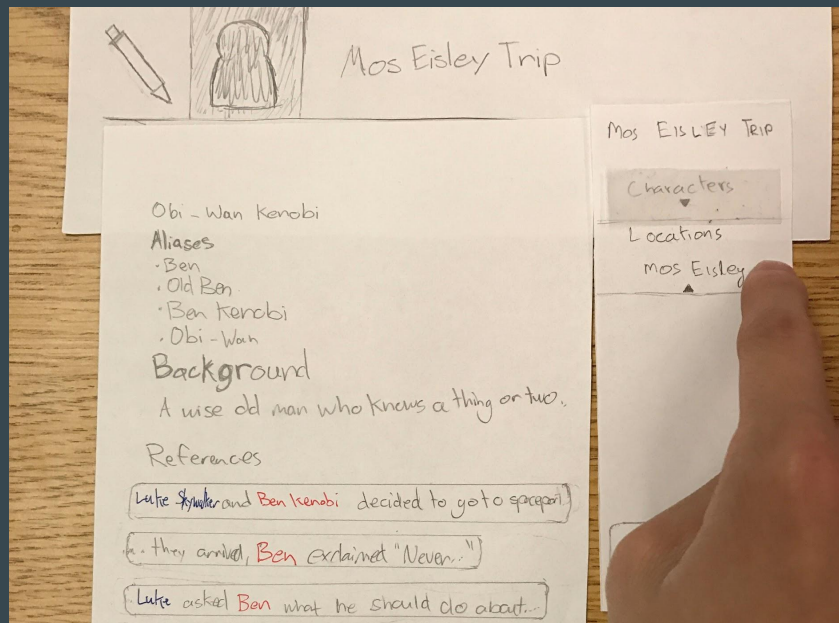 Mos Eisley Trip
Obi-Wan Kenobi
Aliases
· Ben
· Old Ben
· Ben Kenobi
· Obi-Wan
Background
A wise old man who knows a thing or two.
References
Luke Skywalker and Ben Kenobi decided to go to spaceport
... they arrived, Ben exclaimed "Never..."
Luke asked Ben what he should do about...
MOS EISLEY TRIP
Characters
Locations
Mos Eisley